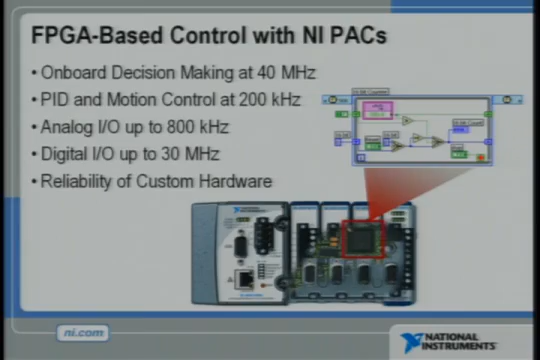 FPGA-Based Control with NI PACs
• Onboard Decision Making at 40 MHz
• PID and Motion Control at 200 kHz
• Analog I/O up to 800 kHz
• Digital I/O up to 30 MHz
• Reliability of Custom Hardware
ni.com
NATIONAL
INSTRUMENTS